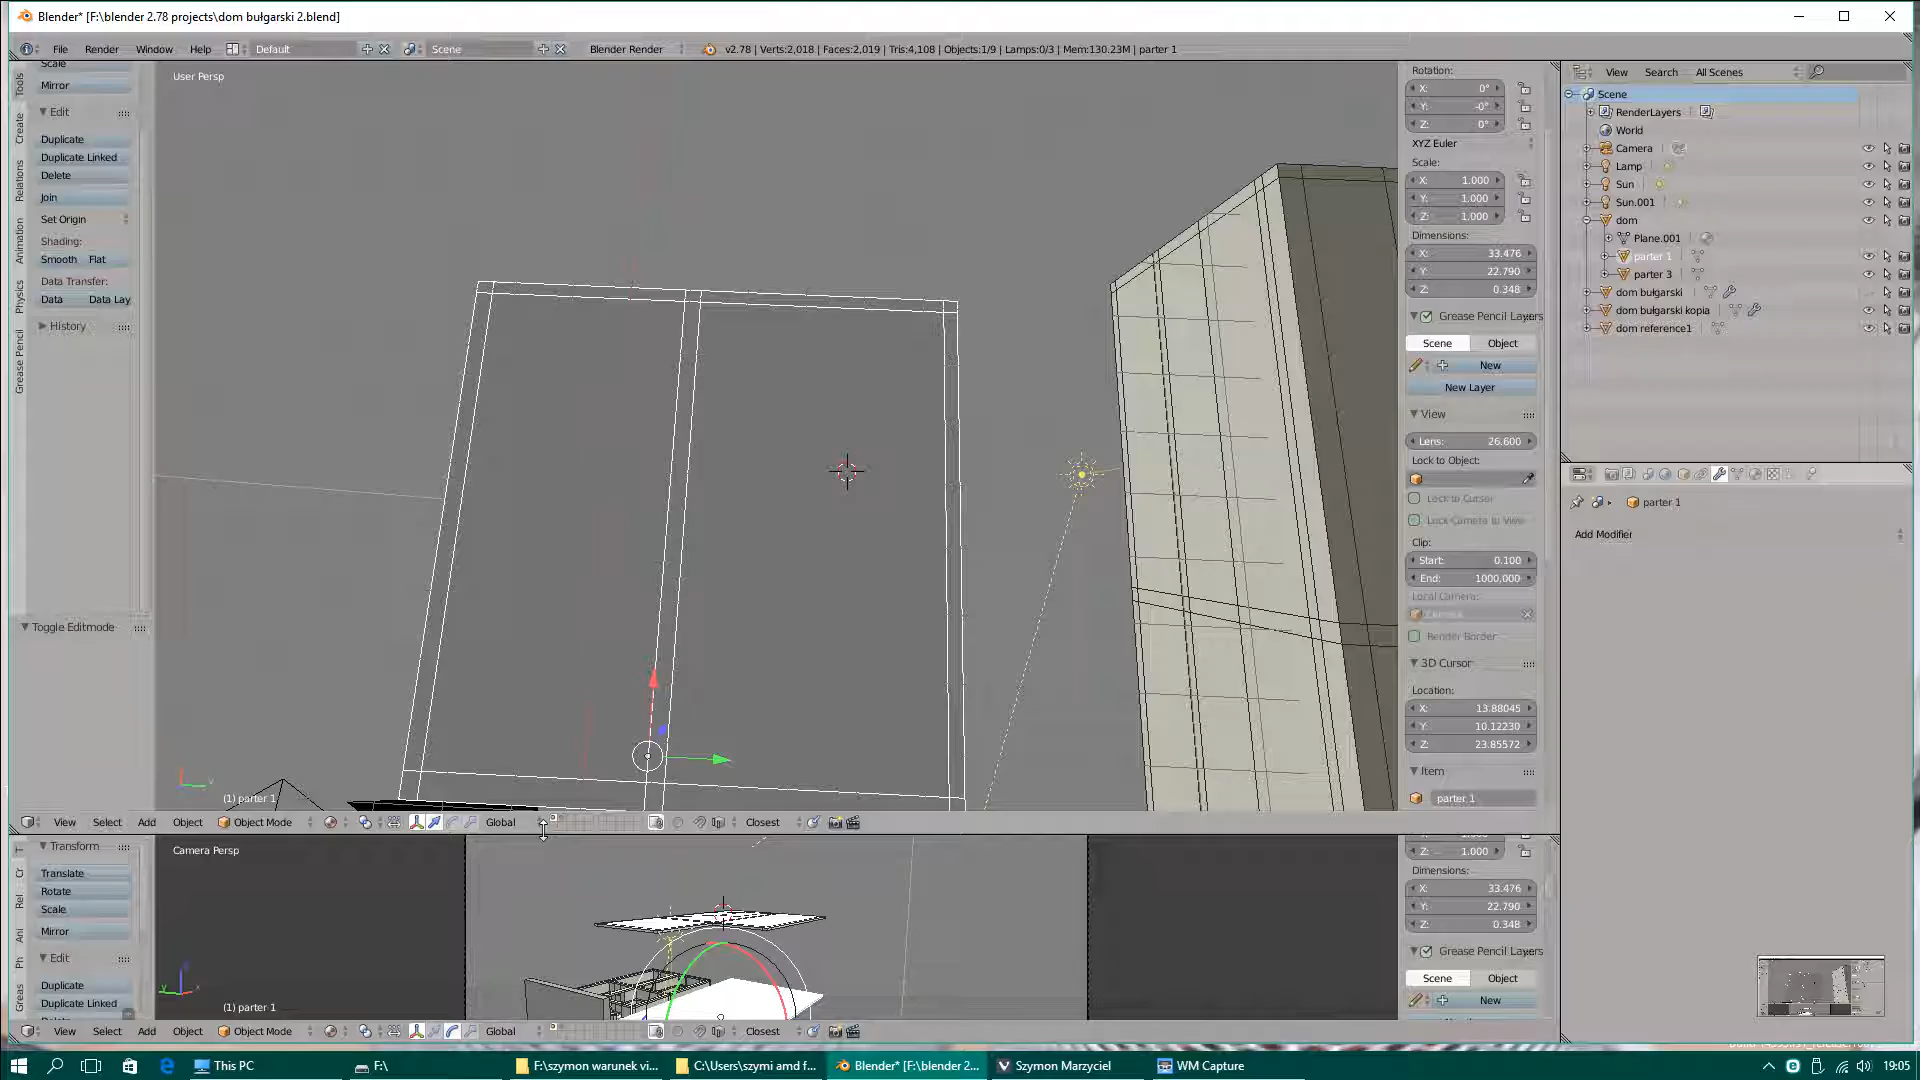 Blender* [F:\blender 2.78 projects\dom bułgarski 2.blend]
File Render Window Help Default Scene Blender Render v2.78 | Verts:2,018 | Faces:2,019 | Tris:4,108 | Objects:1/9 | Lamps:0/3 | Mem:130.23M | parter 1
Tools
Create
Relations
Animation
Physics
Grease Pencil
Scale
Mirror
Edit
Duplicate
Duplicate Linked
Delete
Join
Set Origin
Shading:
Smooth Flat
Data Transfer:
Data Data Lay
History
Toggle Editmode
User Persp
(1) parter 1
View Select Add Object Object Mode Global Closest
Rotation:
X: 0°
Y: -0°
Z: 0°
XYZ Euler
Scale:
X: 1.000
Y: 1.000
Z: 1.000
Dimensions:
X: 33.476
Y: 22.790
Z: 0.348
Grease Pencil Layers
Scene Object
New
New Layer
View
Lens: 26.600
Lock to Object:
Lock to Cursor
Lock Camera to View
Clip:
Start: 0.100
End: 1000.000
Local Camera:
Camera
Render Border
3D Cursor
Location:
X: 13.88045
Y: 10.12230
Z: 23.85572
Item
parter 1
View Search All Scenes
Scene
RenderLayers
World
Camera
Lamp
Sun
Sun.001
dom
Plane.001
parter 1
parter 3
dom bułgarski
dom bułgarski kopia
dom reference1
parter 1
Add Modifier
T
Cr
Rel
Ani
Ph
Greas
Transform
Translate
Rotate
Scale
Mirror
Edit
Duplicate
Duplicate Linked
Camera Persp
(1) parter 1
View Select Add Object Object Mode Global Closest
Z: 1.000
Dimensions:
X: 33.476
Y: 22.790
Z: 0.348
Grease Pencil Layers
Scene Object
New
This PC F:\ F:\szymon warunek vi... C:\Users\szymi amd f... Blender* [F:\blender 2... Szymon Marzyciel WM Capture 19:05